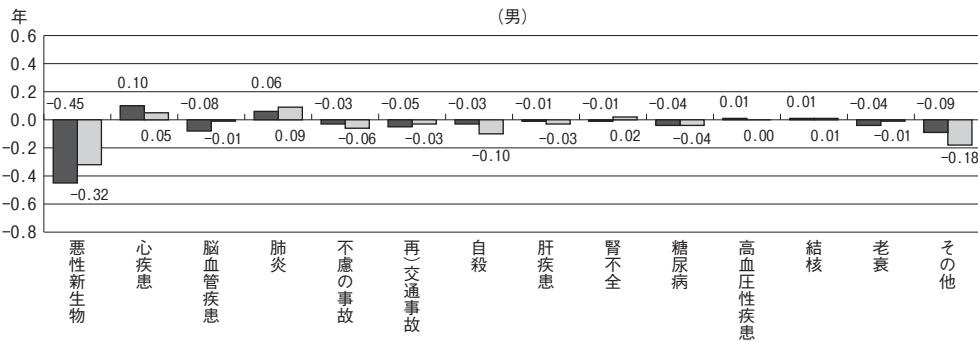 年
(男)
0.6
0.4
0.2
0.0
−0.2
−0.4
−0.6
−0.8
−0.45
0.10
−0.08
0.06
−0.03
−0.05
−0.03
−0.01
−0.01
−0.04
0.01
0.01
−0.04
−0.09
−0.32
0.05
−0.01
0.09
−0.06
−0.03
−0.10
−0.03
0.02
−0.04
0.00
0.01
−0.01
−0.18
悪性新生物
心疾患
脳血管疾患
肺炎
不慮の事故
再)交通事故
自殺
肝疾患
腎不全
糖尿病
高血圧性疾患
結核
老衰
その他